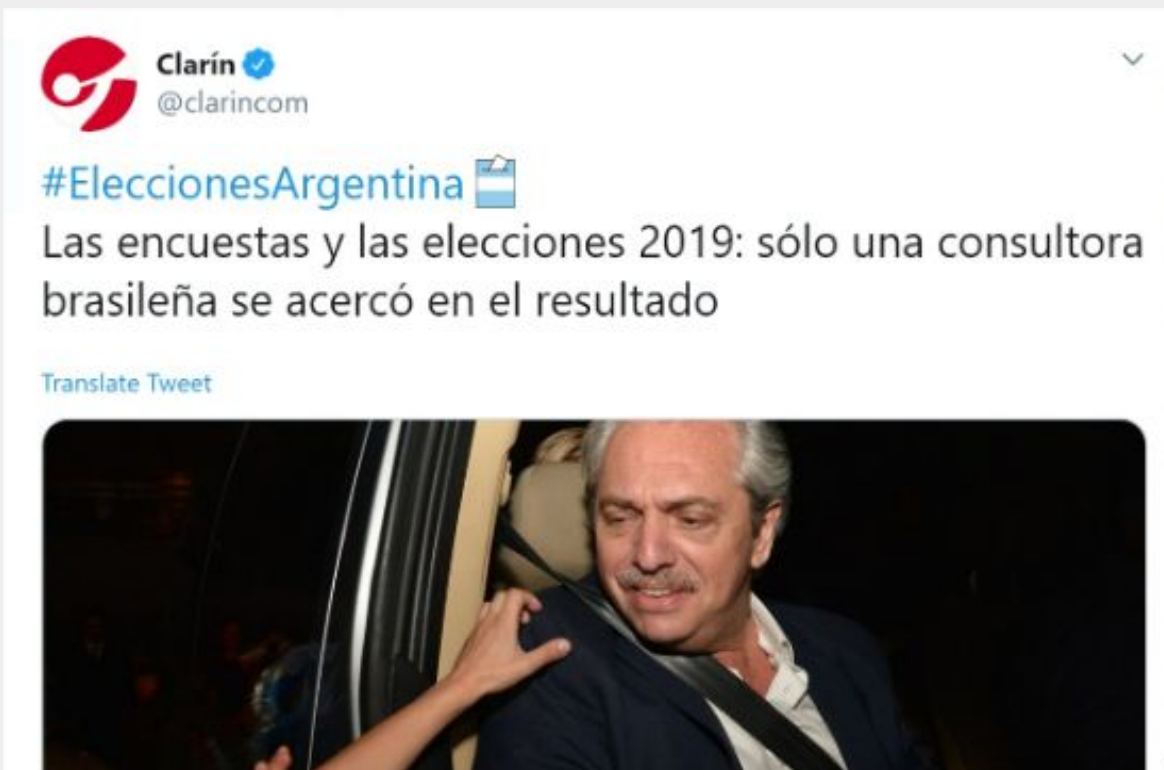 Clarín
@clarincom
#EleccionesArgentina
Las encuestas y las elecciones 2019: sólo una consultora
brasileña se acercó en el resultado
Translate Tweet